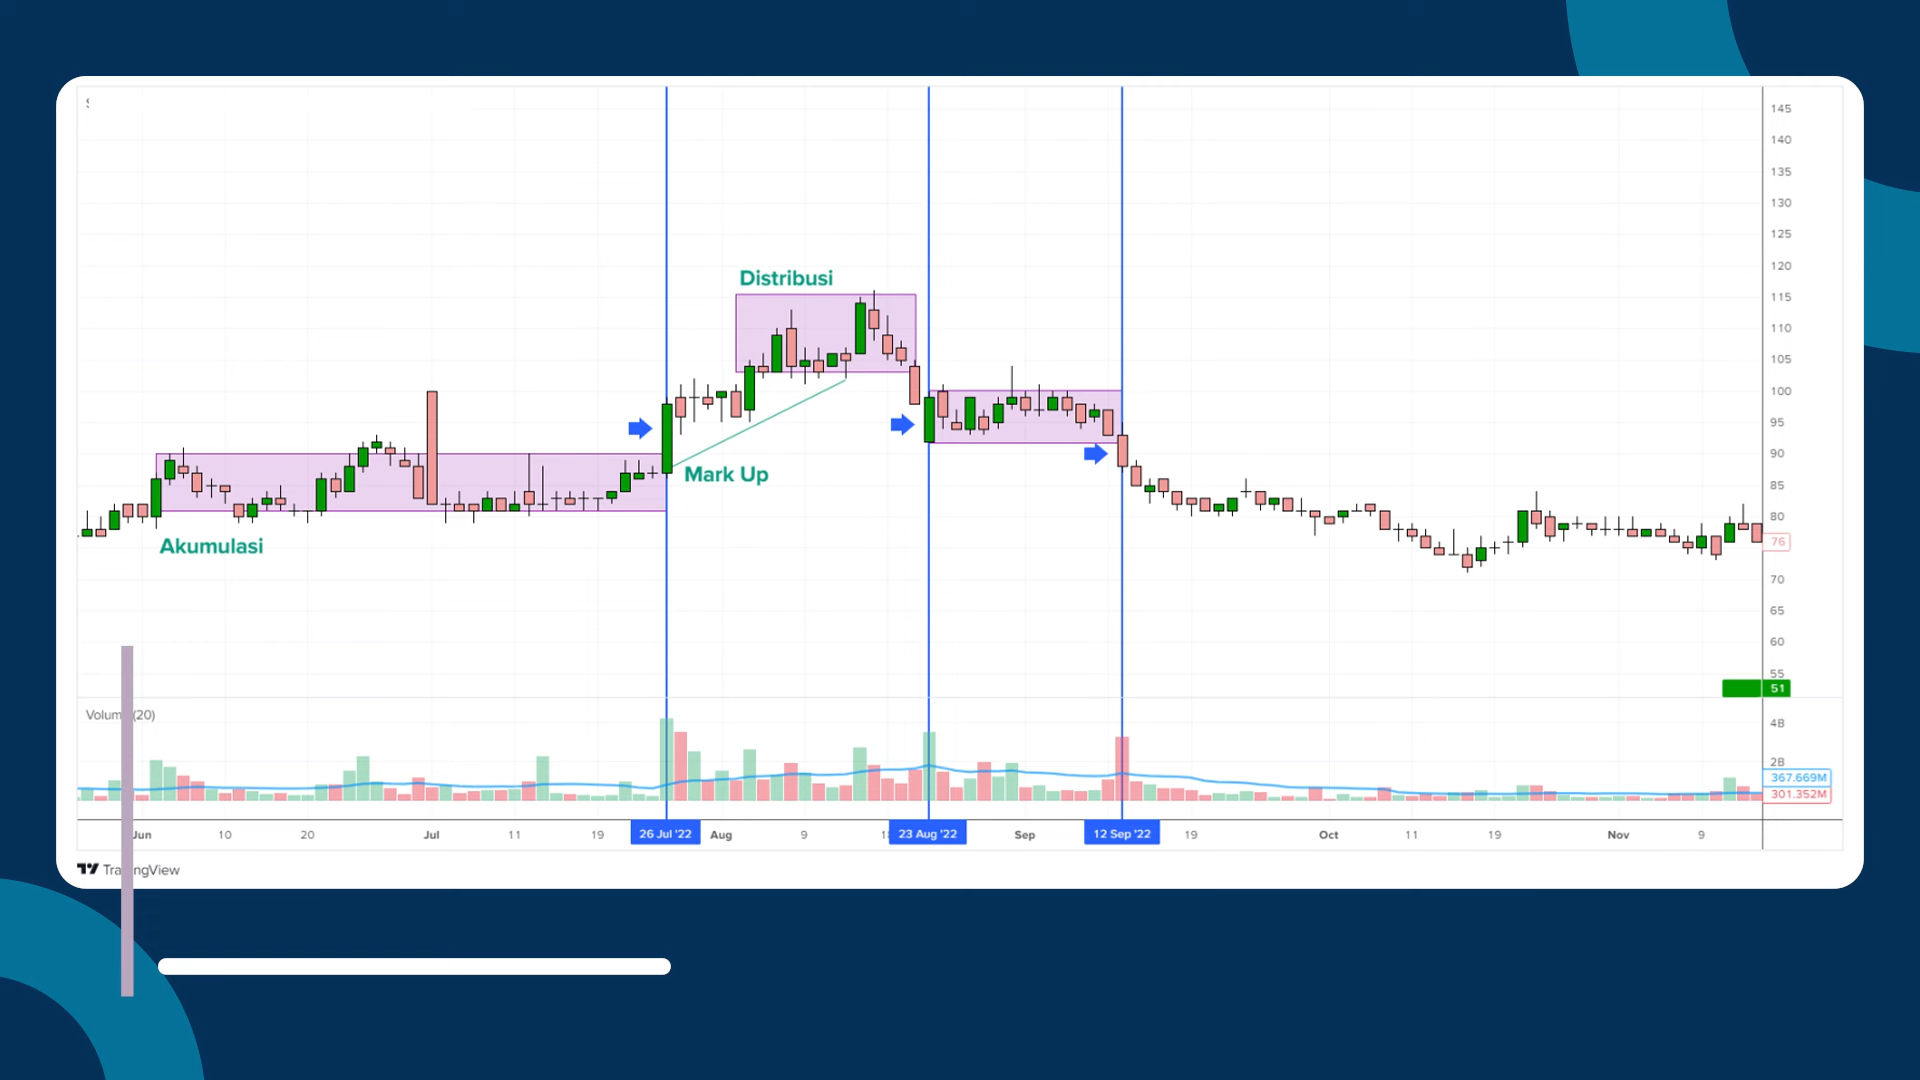 145
140
135
130
125
120
115
110
105
100
95
90
85
80
76
70
65
60
55
51
Distribusi
Mark Up
Akumulasi
Volum (20)
4B
2B
367.669M
301.352M
Jun 10 20 Jul 11 19 26 Jul '22 Aug 9 23 Aug '22 Sep 12 Sep '22 19 Oct 11 19 Nov 9
TradingView